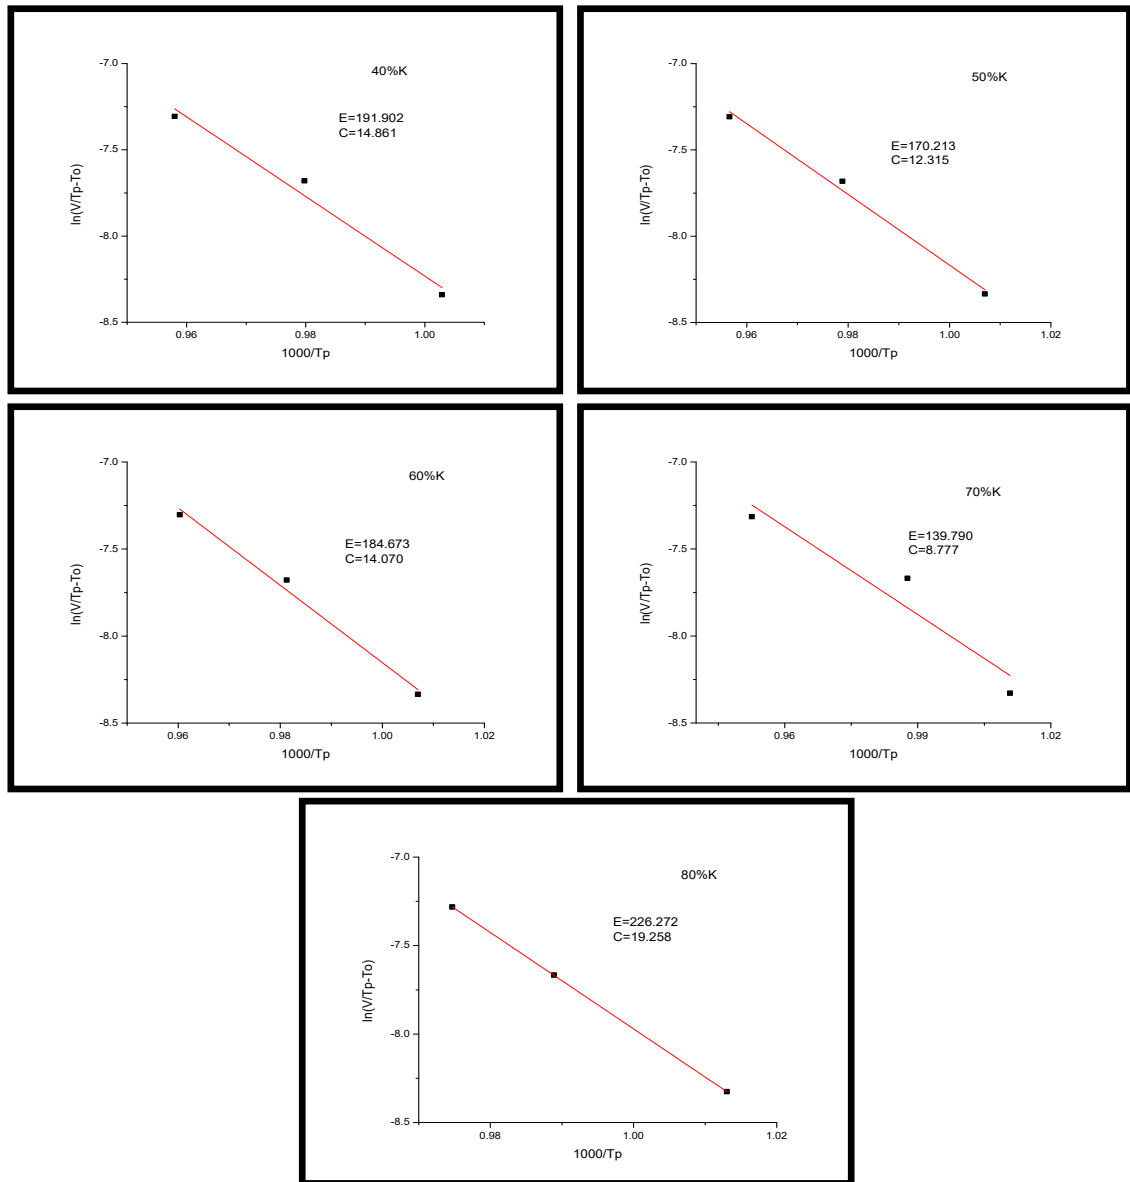 40%K
E=191.902
C=14.861
ln(V/Tp-To)
-7.0
-7.5
-8.0
-8.5
0.96
0.98
1.00
1000/Tp
50%K
E=170.213
C=12.315
ln(V/Tp-To)
-7.0
-7.5
-8.0
-8.5
0.96
0.98
1.00
1.02
1000/Tp
60%K
E=184.673
C=14.070
ln(V/Tp-To)
-7.0
-7.5
-8.0
-8.5
0.96
0.98
1.00
1.02
1000/Tp
70%K
E=139.790
C=8.777
ln(V/Tp-To)
-7.0
-7.5
-8.0
-8.5
0.96
0.99
1.02
1000/Tp
80%K
E=226.272
C=19.258
ln(V/Tp-To)
-7.0
-7.5
-8.0
-8.5
0.98
1.00
1.02
1000/Tp